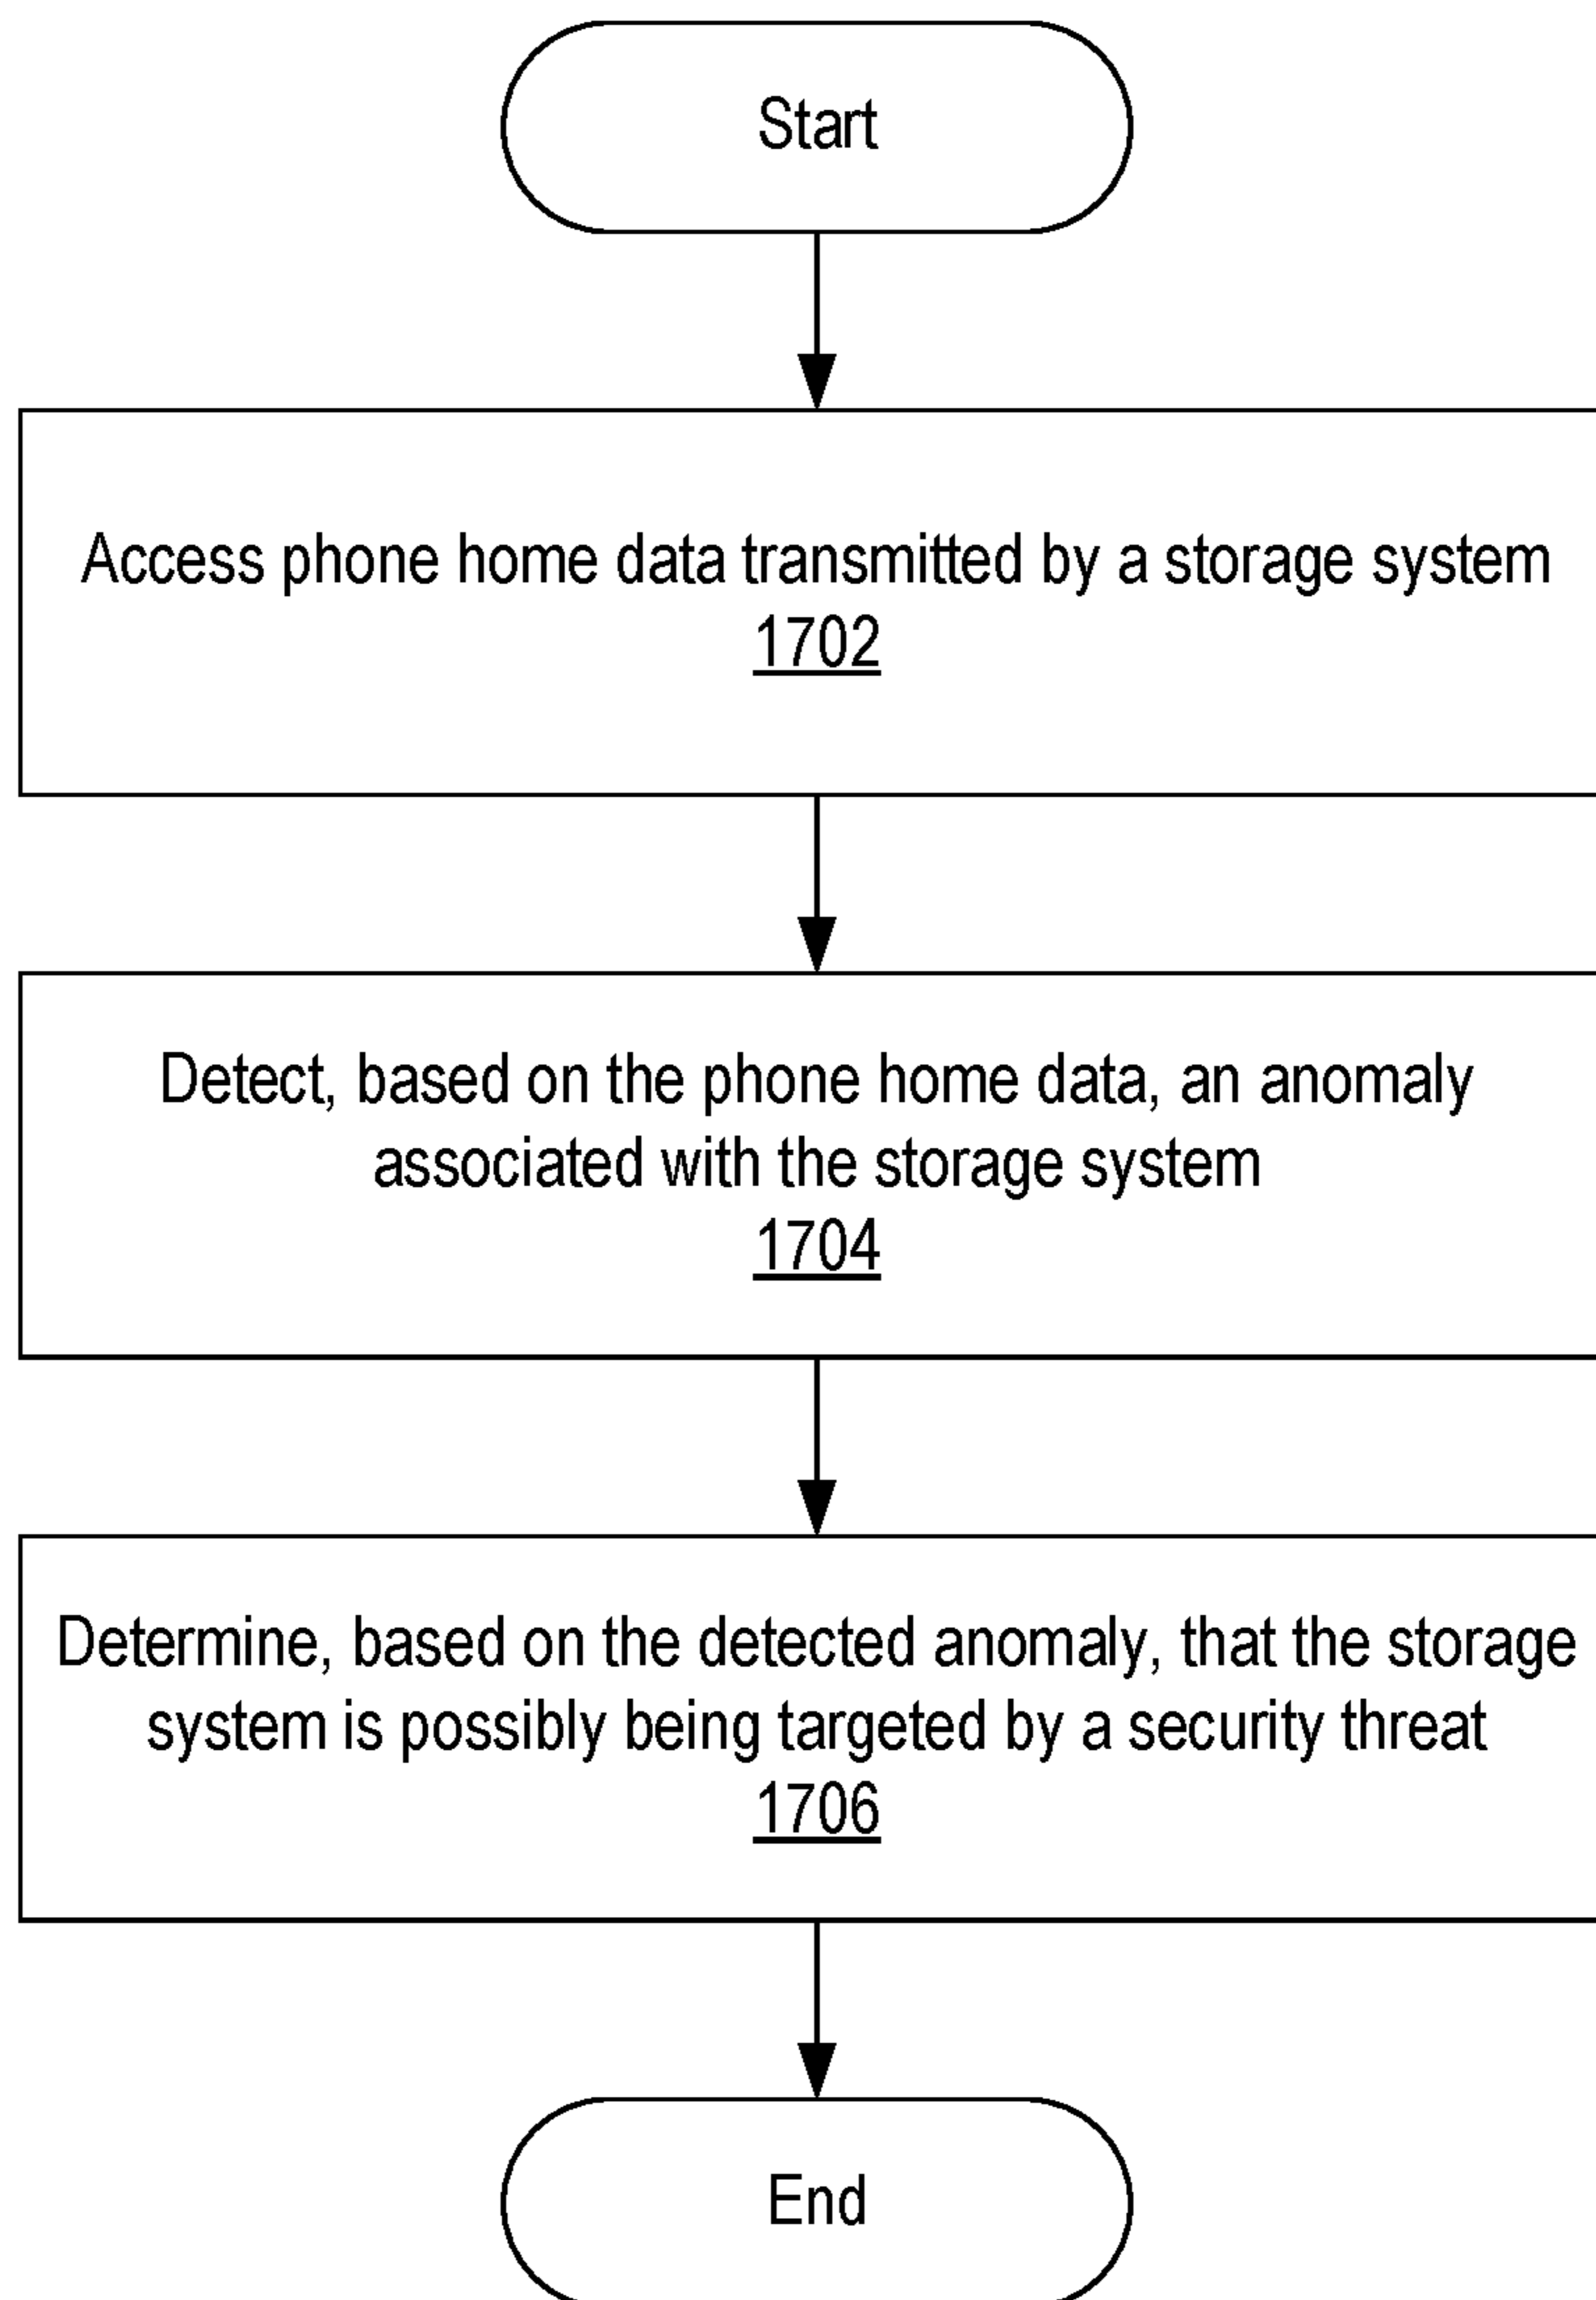 Start
Access phone home data transmitted by a storage system
1702
Detect, based on the phone home data, an anomaly
associated with the storage system
1704
Determine, based on the detected anomaly, that the storage
system is possibly being targeted by a security threat
1706
End